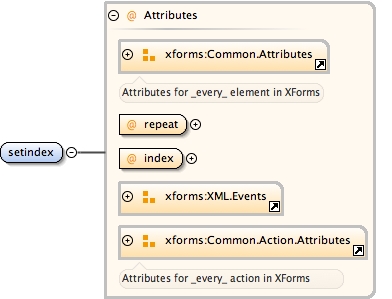 @ Attributes
xforms:Common.Attributes
Attributes for _every_ element in XForms
@ repeat
setindex
@ index
xforms:XML.Events
xforms:Common.Action.Attributes
Attributes for _every_ action in XForms